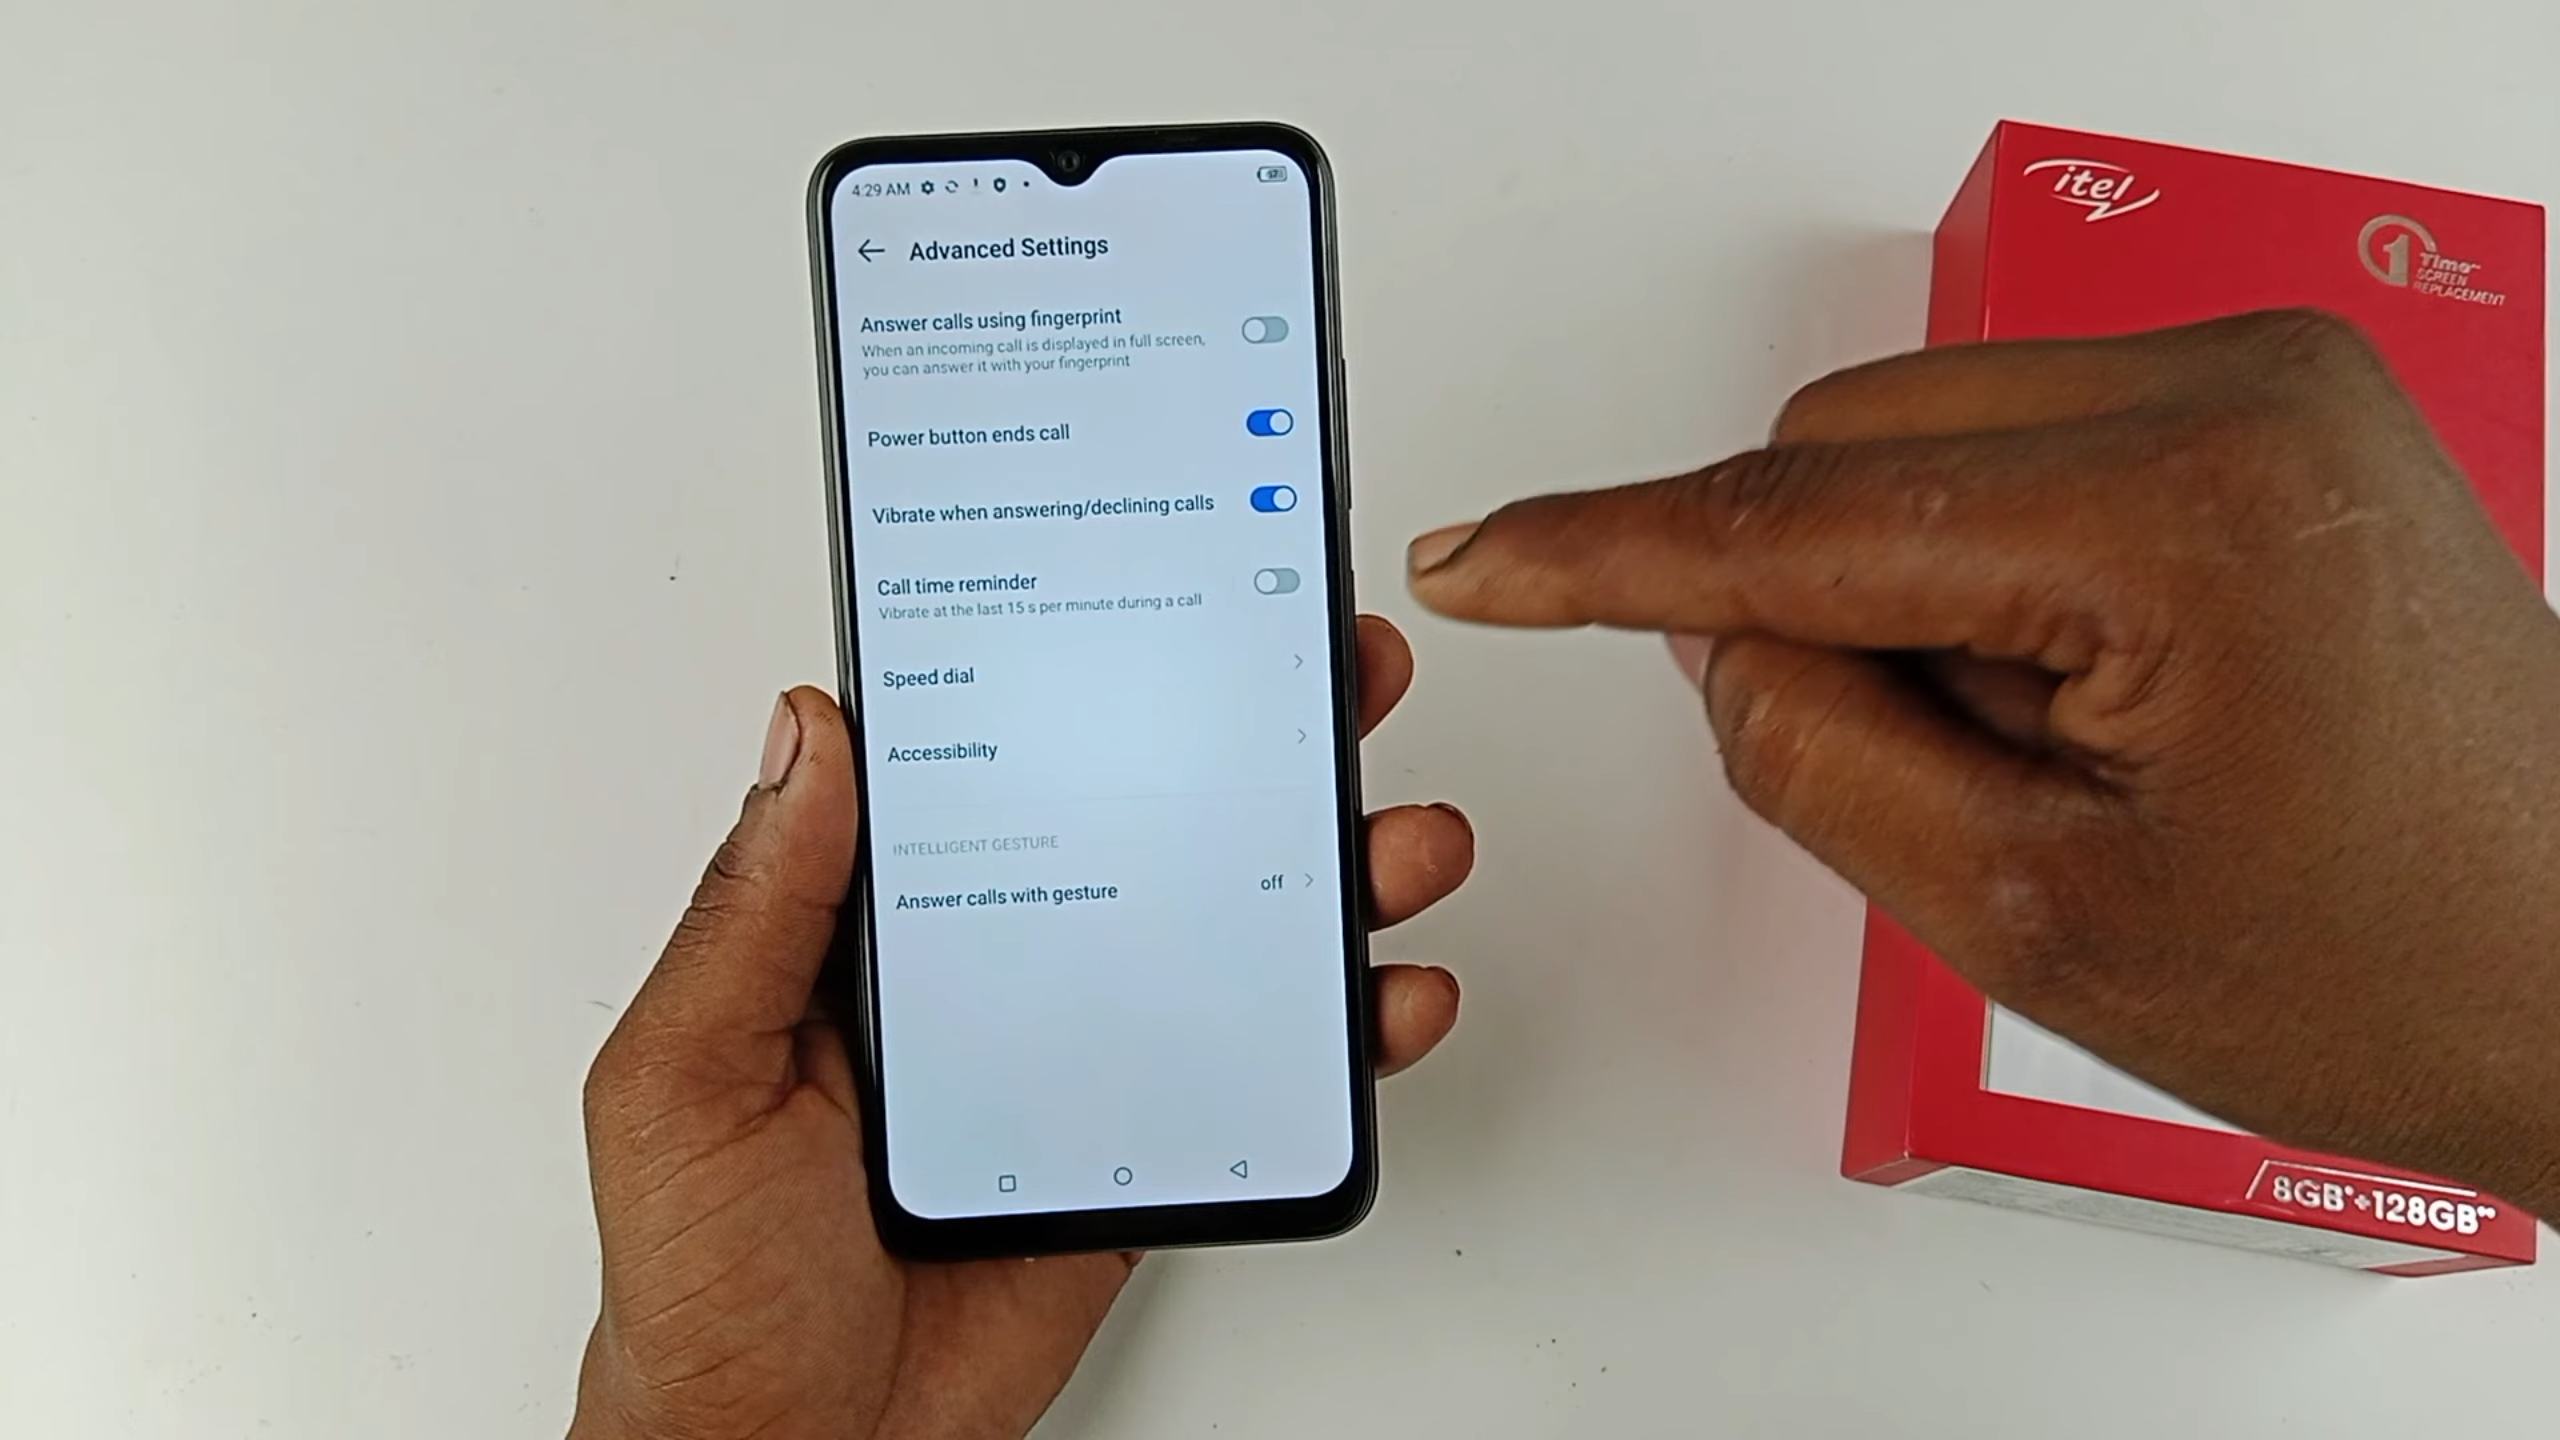 4:29 AM
Advanced Settings
Answer calls using fingerprint
When an incoming call is displayed in full screen,
you can answer it with your fingerprint
Power button ends call
Vibrate when answering/declining calls
Call time reminder
Vibrate at the last 15 s per minute during a call
Speed dial
Accessibility
INTELLIGENT GESTURE
Answer calls with gesture
off
itel
1
Time
SCREEN
REPLACEMENT
8GB*+128GB**